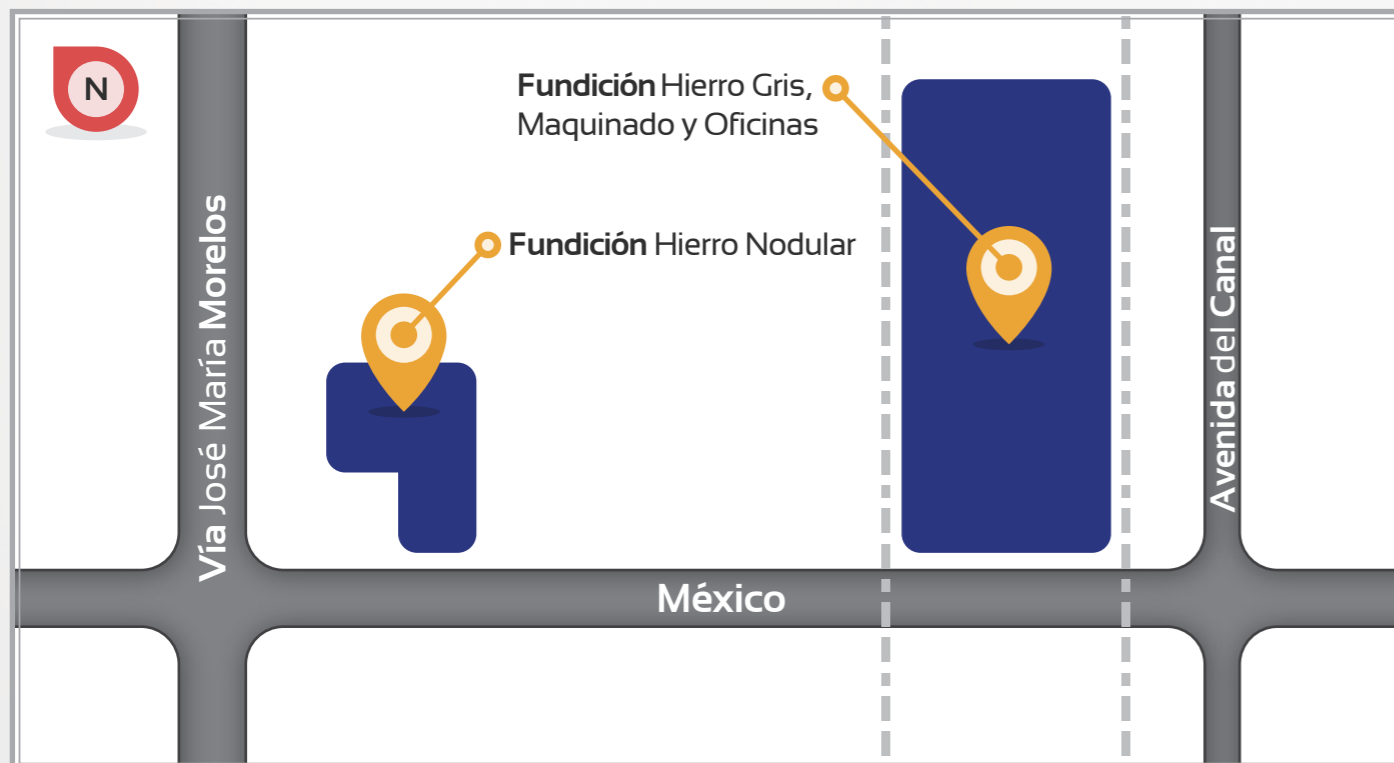 N
Fundición Hierro Gris,
Maquinado y Oficinas
Fundición Hierro Nodular
Vía José María Morelos
Avenida del Canal
México